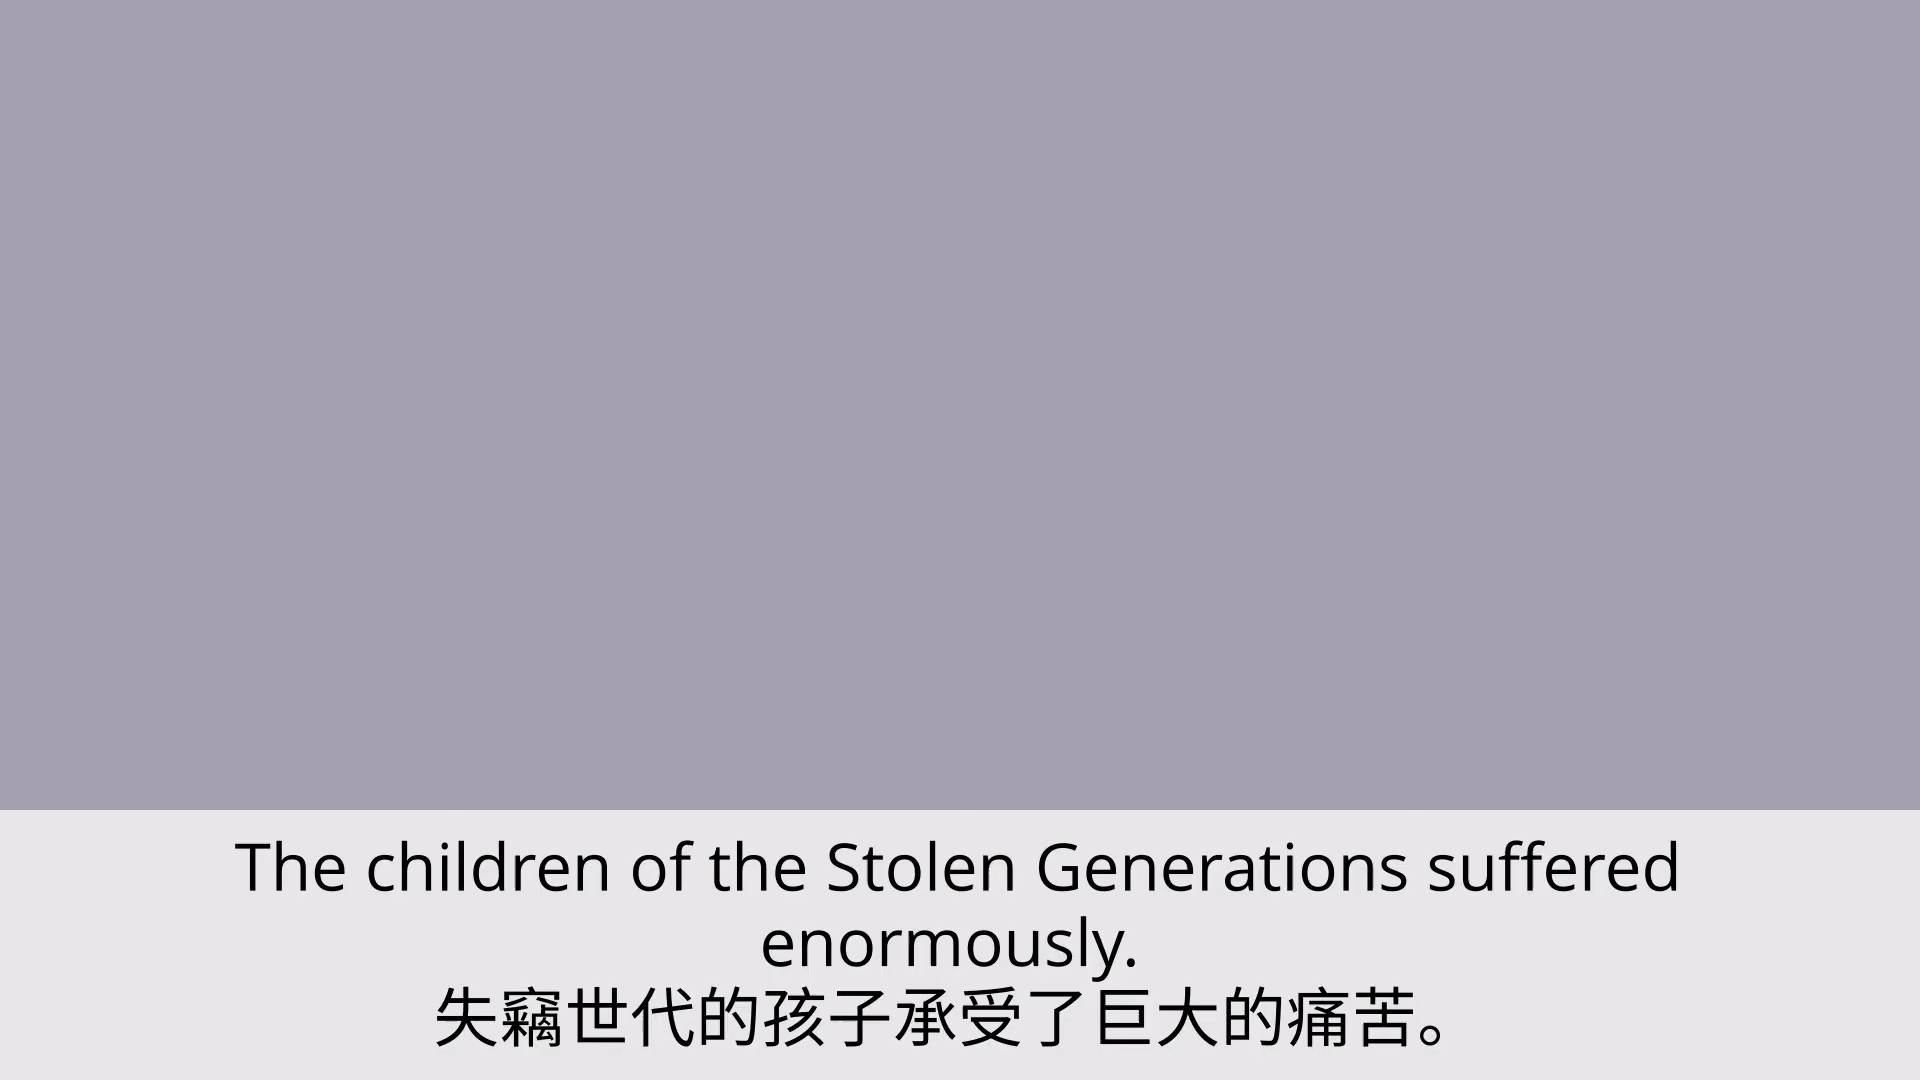 The children of the Stolen Generations suffered
enormously.
失竊世代的孩子承受了巨大的痛苦。